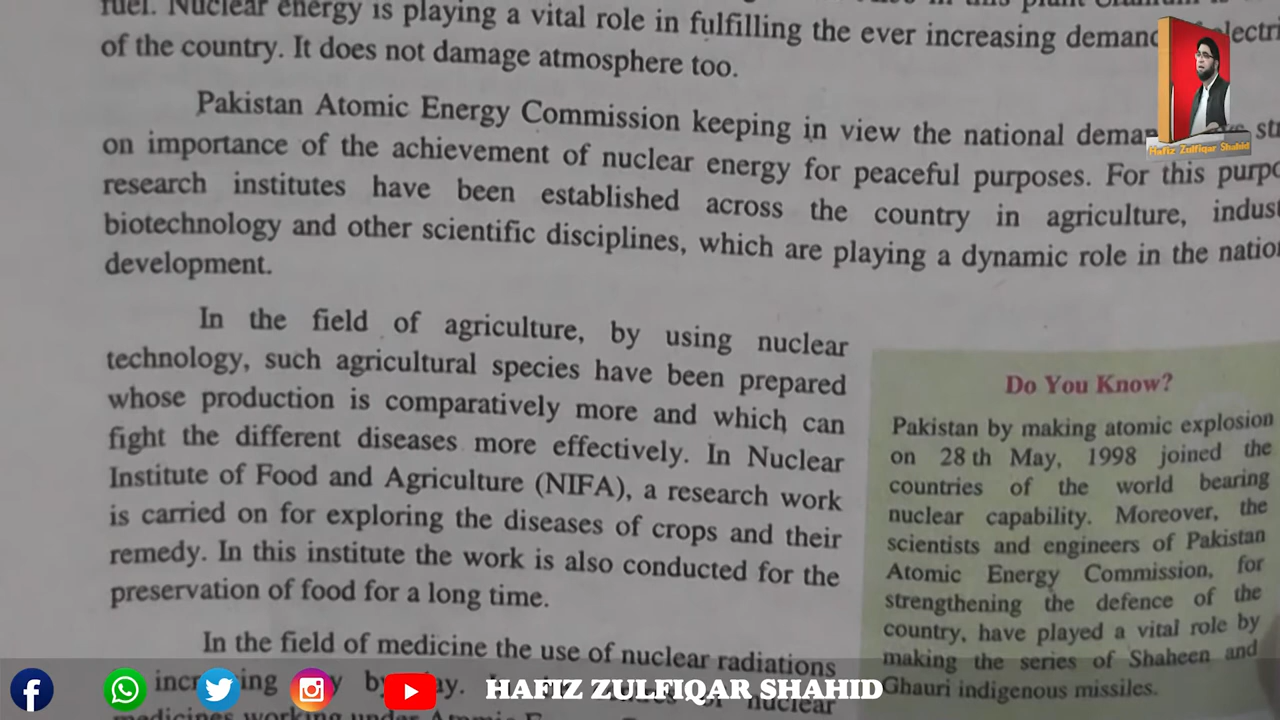 fuel. Nuclear energy is playing a vital role in fulfilling the ever increasing demand
of the country. It does not damage atmosphere too.
Pakistan Atomic Energy Commission keeping in view the national
on importance of the achievement of nuclear energy for peaceful purposes. For this
research institutes have been established across the country in agriculture,
biotechnology and other scientific disciplines, which are playing a dynamic role in the
development.
In the field of agriculture, by using nuclear
technology, such agricultural species have been prepared
whose production is comparatively more and which can
fight the different diseases more effectively. In Nuclear
Institute of Food and Agriculture (NIFA), a research work
is carried on for exploring the diseases of crops and their
remedy. In this institute the work is also conducted for the
preservation of food for a long time.
In the field of medicine the use of nuclear radiations
Do You Know?
Pakistan by making atomic explosion
on 28 th May, 1998 joined the
countries of the world bearing
nuclear capability. Moreover, the
scientists and engineers of Pakistan
Atomic Energy Commission, for
strengthening the defence of the
country, have played a vital role by
making the series of Shaheen and
Ghauri indigenous missiles.
Hafiz Zulfiqar Shahid
HAFIZ ZULFIQAR SHAHID
nuclear